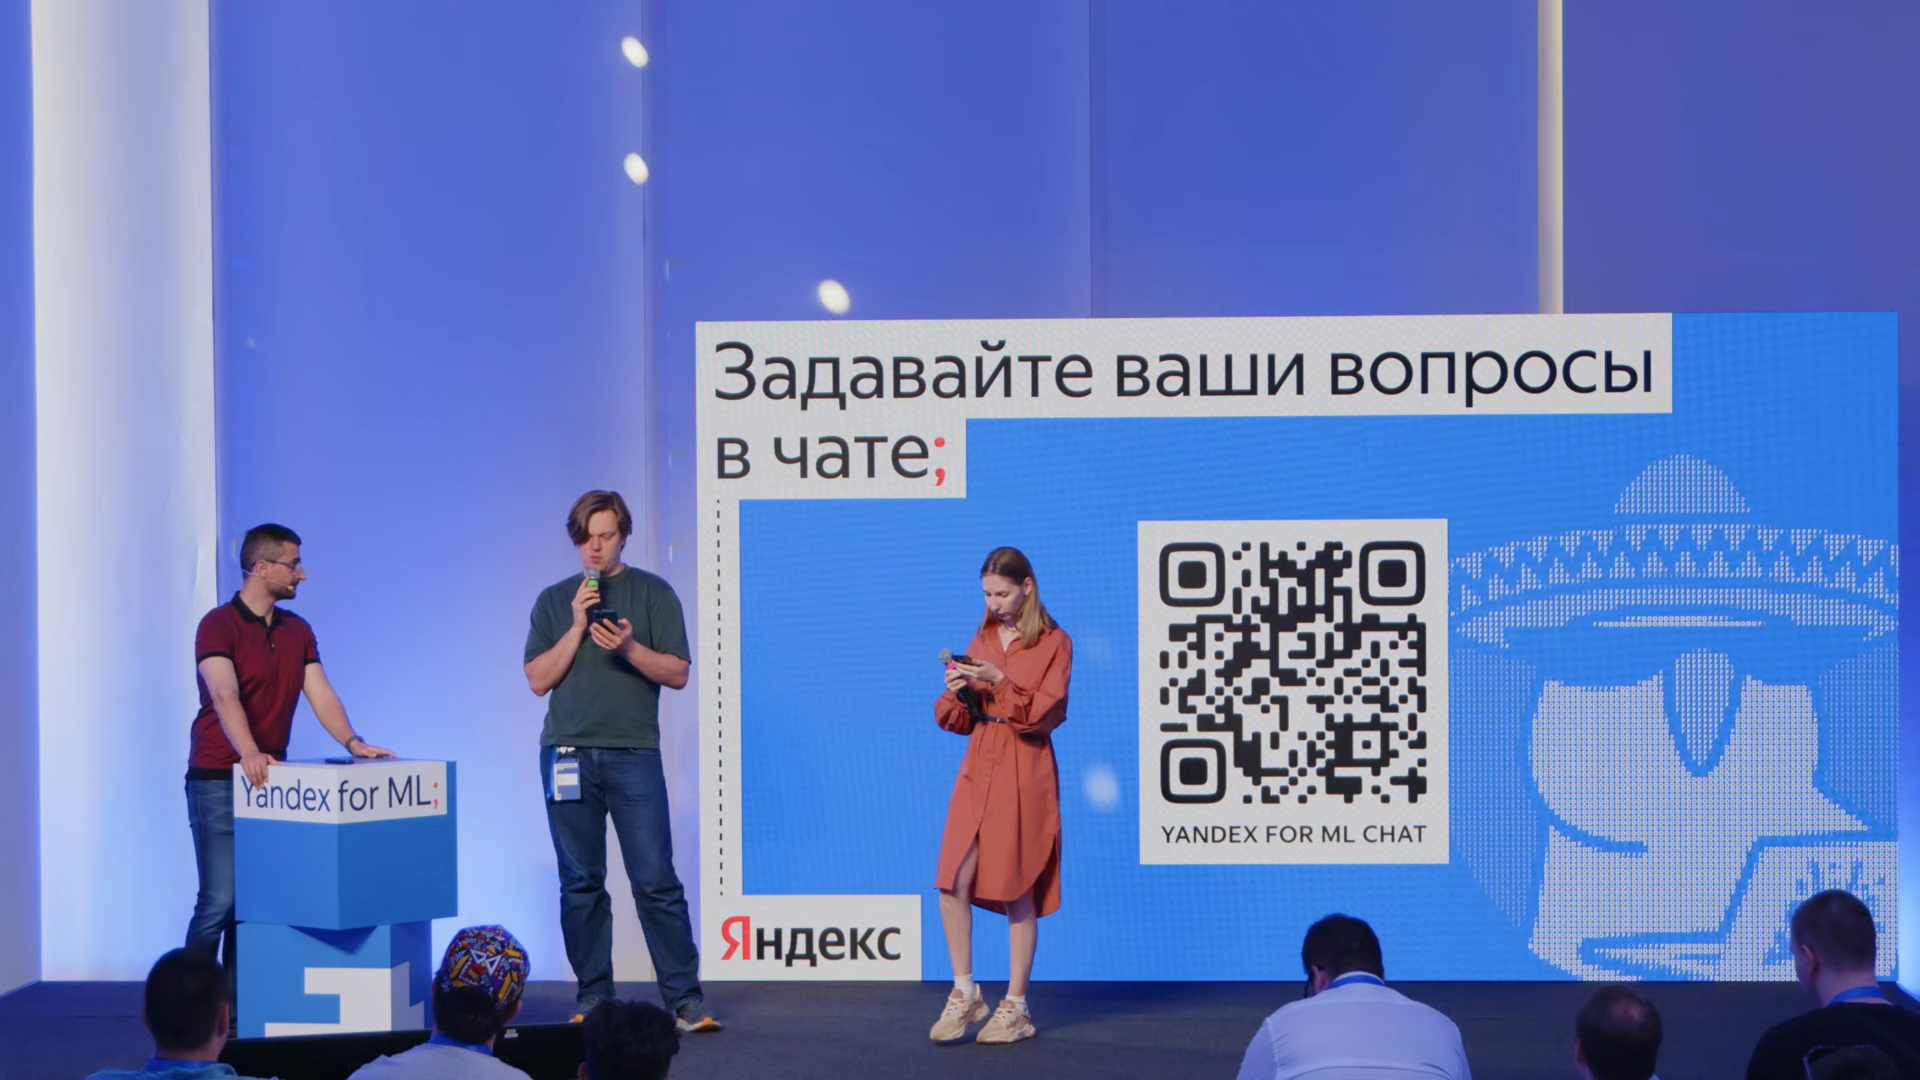 Задавайте ваши вопросы
в чате;
YANDEX FOR ML CHAT
Yandex for ML;
Яндекс